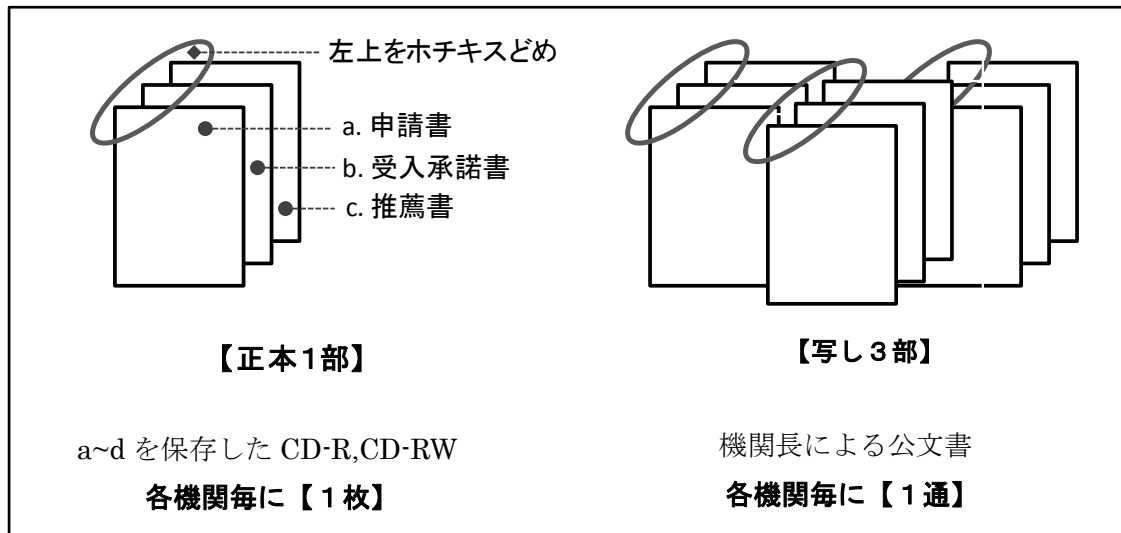 左上をホチキスどめ
a. 申請書
b. 受入承諾書
c. 推薦書
【正本1部】
【写し３部】
a~d を保存した CD-R,CD-RW
各機関毎に【１枚】
機関長による公文書
各機関毎に【１通】